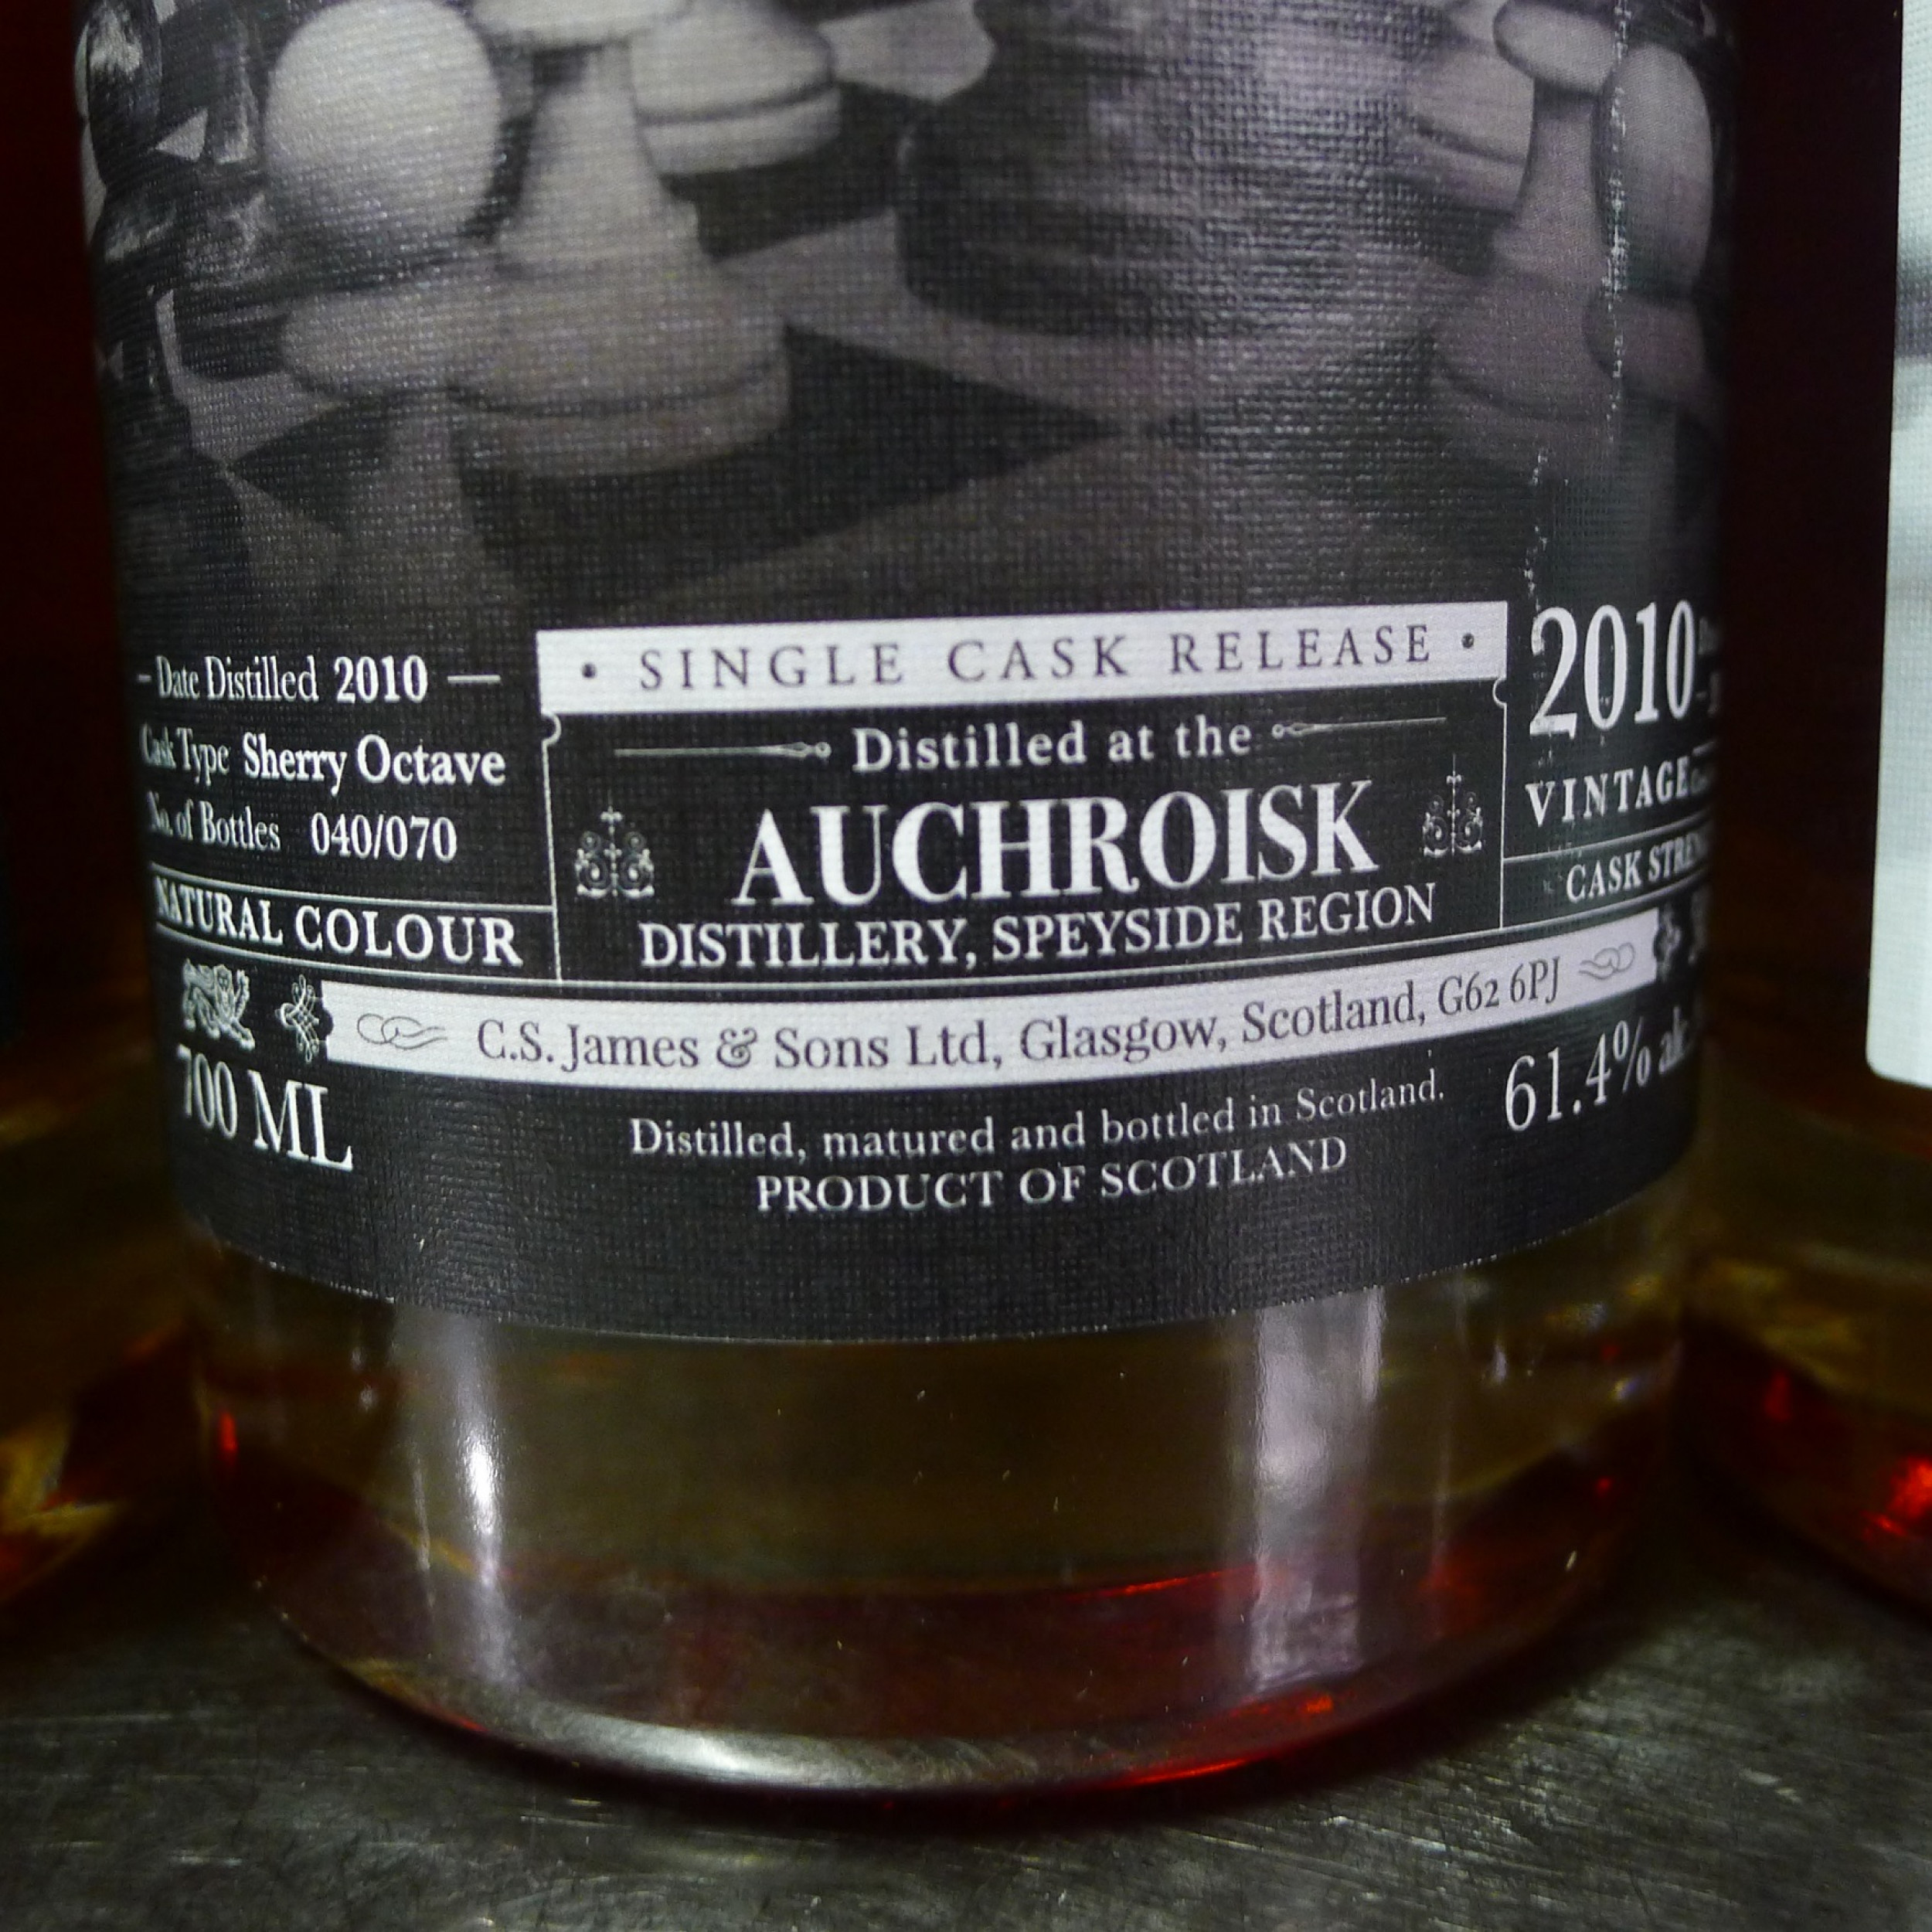 – Date Distilled 2010 —
Cask Type Sherry Octave
No. of Bottles 040/070
NATURAL COLOUR
700 ML
• SINGLE CASK RELEASE •
Distilled at the
AUCHROISK
DISTILLERY, SPEYSIDE REGION
C.S. James & Sons Ltd, Glasgow, Scotland, G62 6PJ
Distilled, matured and bottled in Scotland.
PRODUCT OF SCOTLAND
2010
VINTAGE
CASK
61.4%